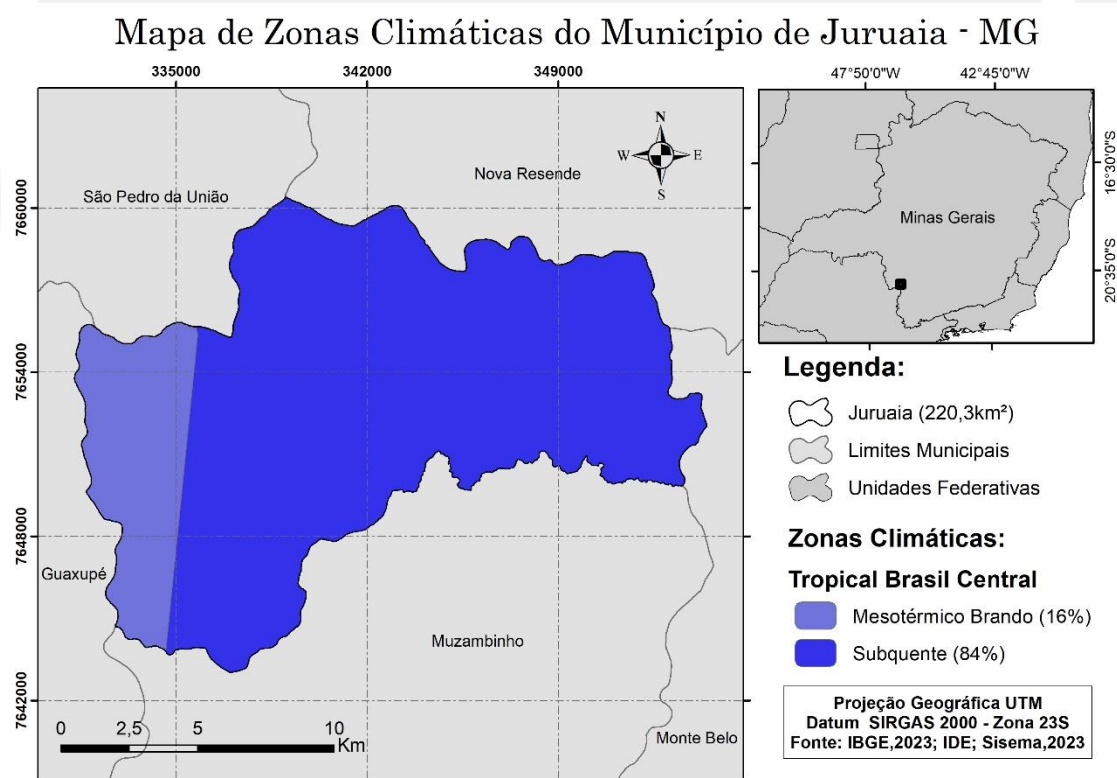 Mapa de Zonas Climáticas do Município de Juruaia - MG
335000
342000
349000
7660000
7654000
7648000
7642000
N
W
E
S
São Pedro da União
Nova Resende
Guaxupé
Muzambinho
Monte Belo
0
2,5
5
10
Km
47°50'0"W
42°45'0"W
16°30'0"S
20°35'0"S
Minas Gerais
Legenda:
Juruaia (220,3km²)
Limites Municipais
Unidades Federativas
Zonas Climáticas:
Tropical Brasil Central
Mesotérmico Brando (16%)
Subquente (84%)
Projeção Geográfica UTM
Datum SIRGAS 2000 - Zona 23S
Fonte: IBGE,2023; IDE; Sisema,2023